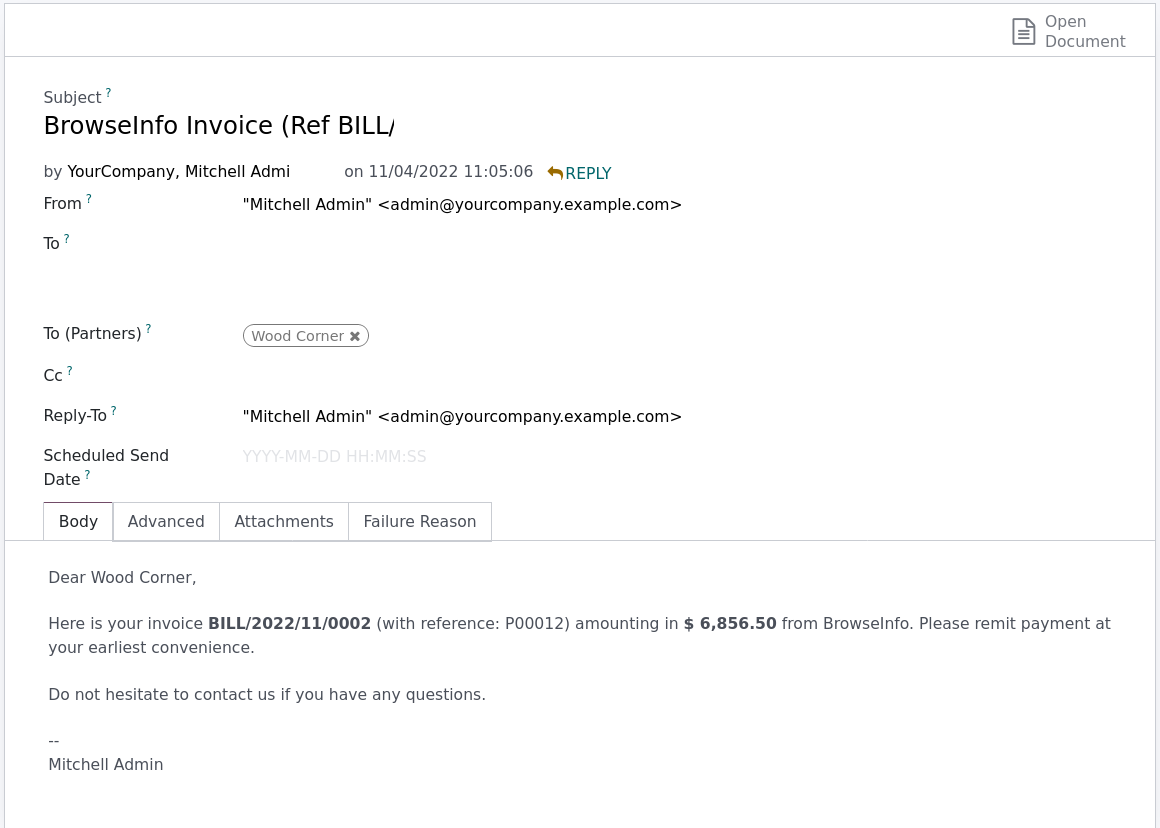 Open
Document
Subject ?
BrowseInfo Invoice (Ref BILL/
by YourCompany, Mitchell Admi on 11/04/2022 11:05:06 REPLY
From ? "Mitchell Admin" <admin@yourcompany.example.com>
To ?
To (Partners) ? Wood Corner ✖
Cc ?
Reply-To ? "Mitchell Admin" <admin@yourcompany.example.com>
Scheduled Send YYYY-MM-DD HH:MM:SS
Date ?
Body Advanced Attachments Failure Reason
Dear Wood Corner,
Here is your invoice BILL/2022/11/0002 (with reference: P00012) amounting in $ 6,856.50 from BrowseInfo. Please remit payment at
your earliest convenience.
Do not hesitate to contact us if you have any questions.
--
Mitchell Admin